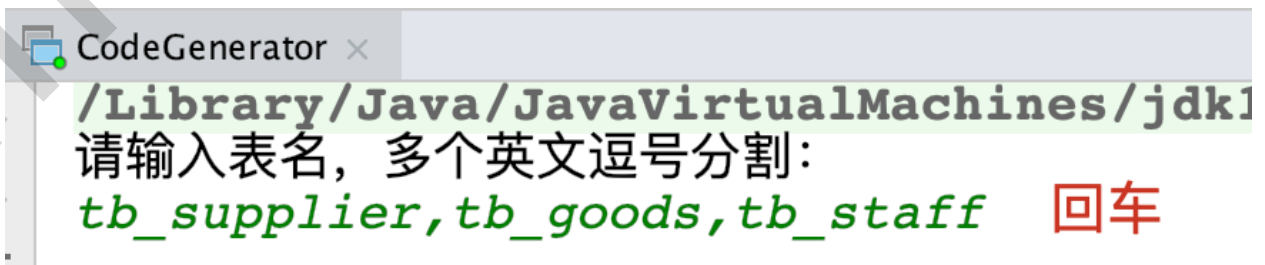 CodeGenerator ×
/Library/Java/JavaVirtualMachines/jdk1
请输入表名，多个英文逗号分割：
tb_supplier,tb_goods,tb_staff 回车